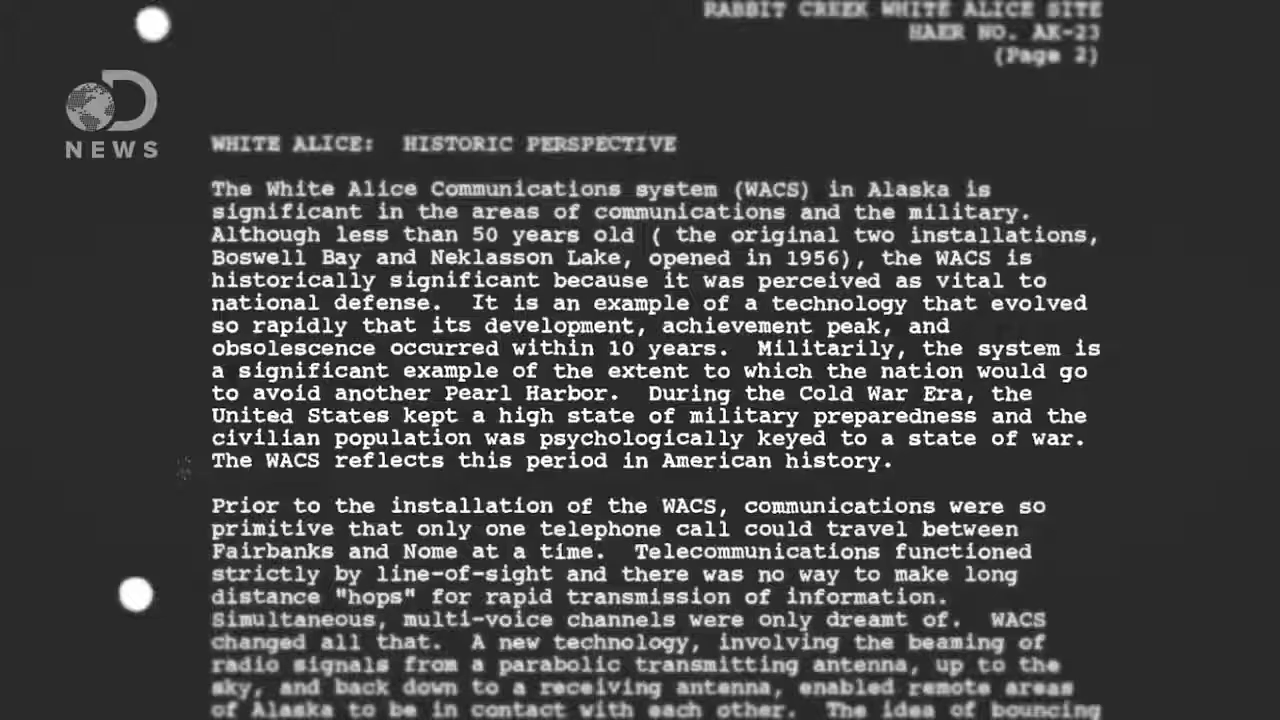 RABBIT CREEK WHITE ALICE SITE
HAER NO. AK-23
(Page 2)
NEWS
WHITE ALICE: HISTORIC PERSPECTIVE
The White Alice Communications system (WACS) in Alaska is
significant in the areas of communications and the military.
Although less than 50 years old ( the original two installations,
Boswell Bay and Neklasson Lake, opened in 1956), the WACS is
historically significant because it was perceived as vital to
national defense. It is an example of a technology that evolved
so rapidly that its development, achievement peak, and
obsolescence occurred within 10 years. Militarily, the system is
a significant example of the extent to which the nation would go
to avoid another Pearl Harbor. During the Cold War Era, the
United States kept a high state of military preparedness and the
civilian population was psychologically keyed to a state of war.
The WACS reflects this period in American history.
Prior to the installation of the WACS, communications were so
primitive that only one telephone call could travel between
Fairbanks and Nome at a time. Telecommunications functioned
strictly by line-of-sight and there was no way to make long
distance "hops" for rapid transmission of information.
Simultaneous, multi-voice channels were only dreamt of. WACS
changed all that. A new technology, involving the beaming of
radio signals from a parabolic transmitting antenna, up to the
sky, and back down to a receiving antenna, enabled remote areas
of Alaska to be in contact with each other. The idea of bouncing